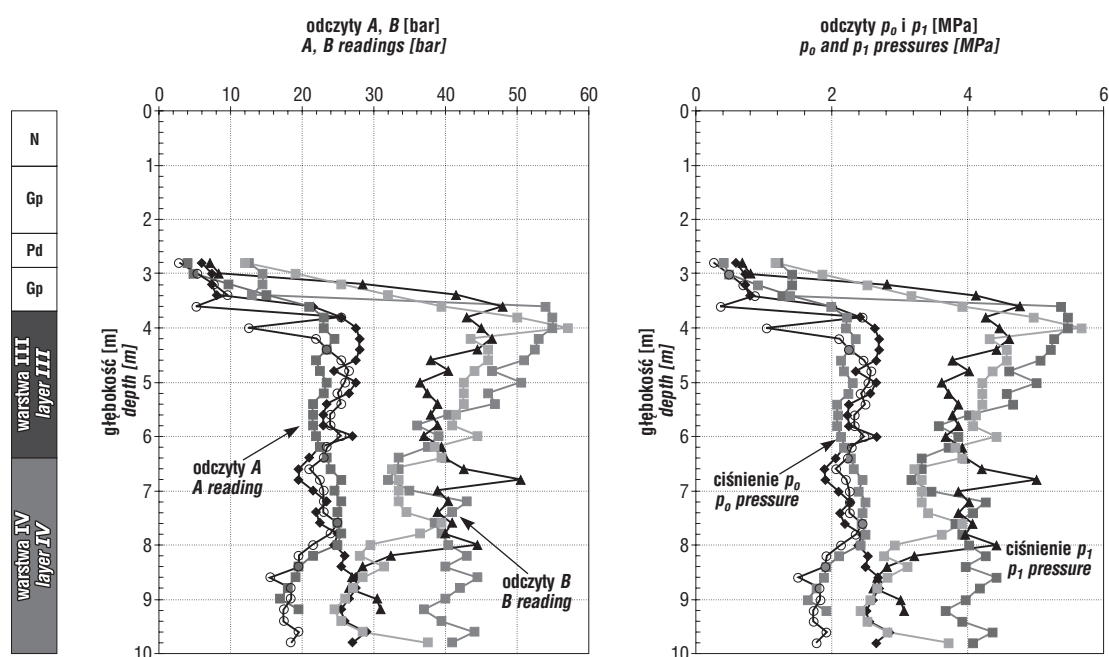 odczyty A, B [bar]
A, B readings [bar]
0 10 20 30 40 50 60
0
1
2
3
4
5
6
7
8
9
10
głębokość [m]
depth [m]
odczyty A
A reading
odczyty B
B reading
N
Gp
Pd
Gp
warstwa III
layer III
warstwa IV
layer IV
odczyty p0 i p1 [MPa]
p0 and p1 pressures [MPa]
0 2 4 6
0
1
2
3
4
5
6
7
8
9
10
głębokość [m]
depth [m]
ciśnienie p0
p0 pressure
ciśnienie p1
p1 pressure